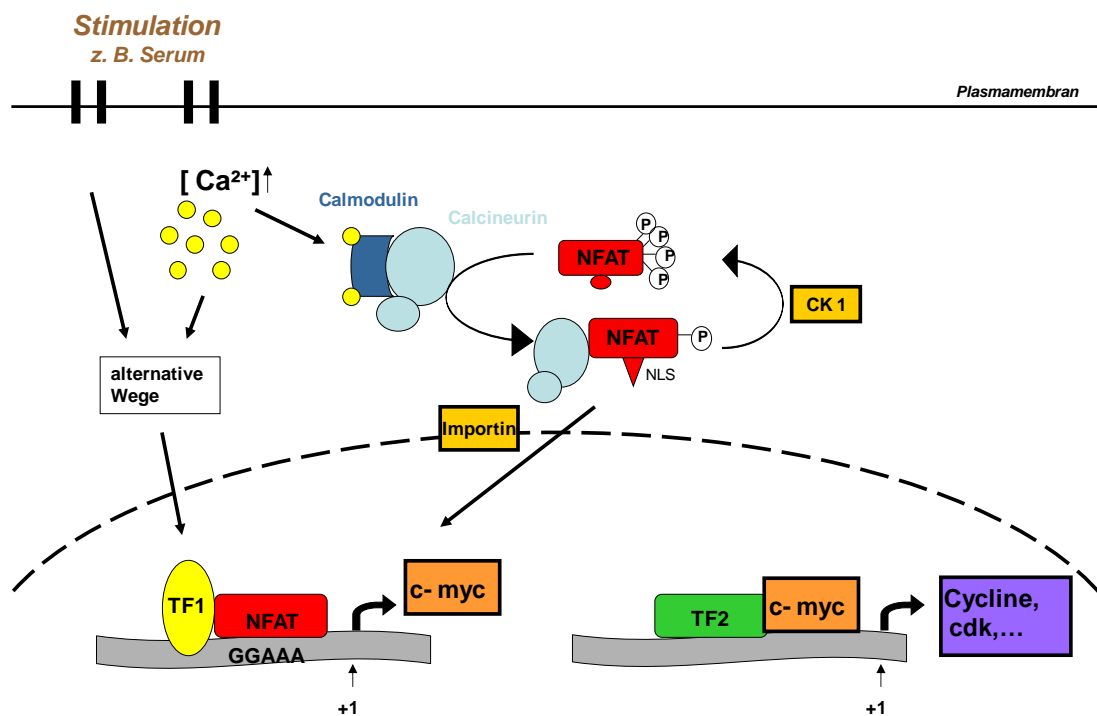 Stimulation
z. B. Serum
Plasmamembran
[ Ca²⁺]↑
Calmodulin
Calcineurin
P
P
P
P
NFAT
CK 1
NFAT
P
NLS
alternative
Wege
Importin
c- myc
TF1
NFAT
GGAAA
+1
TF2
c- myc
Cycline,
cdk,...
+1